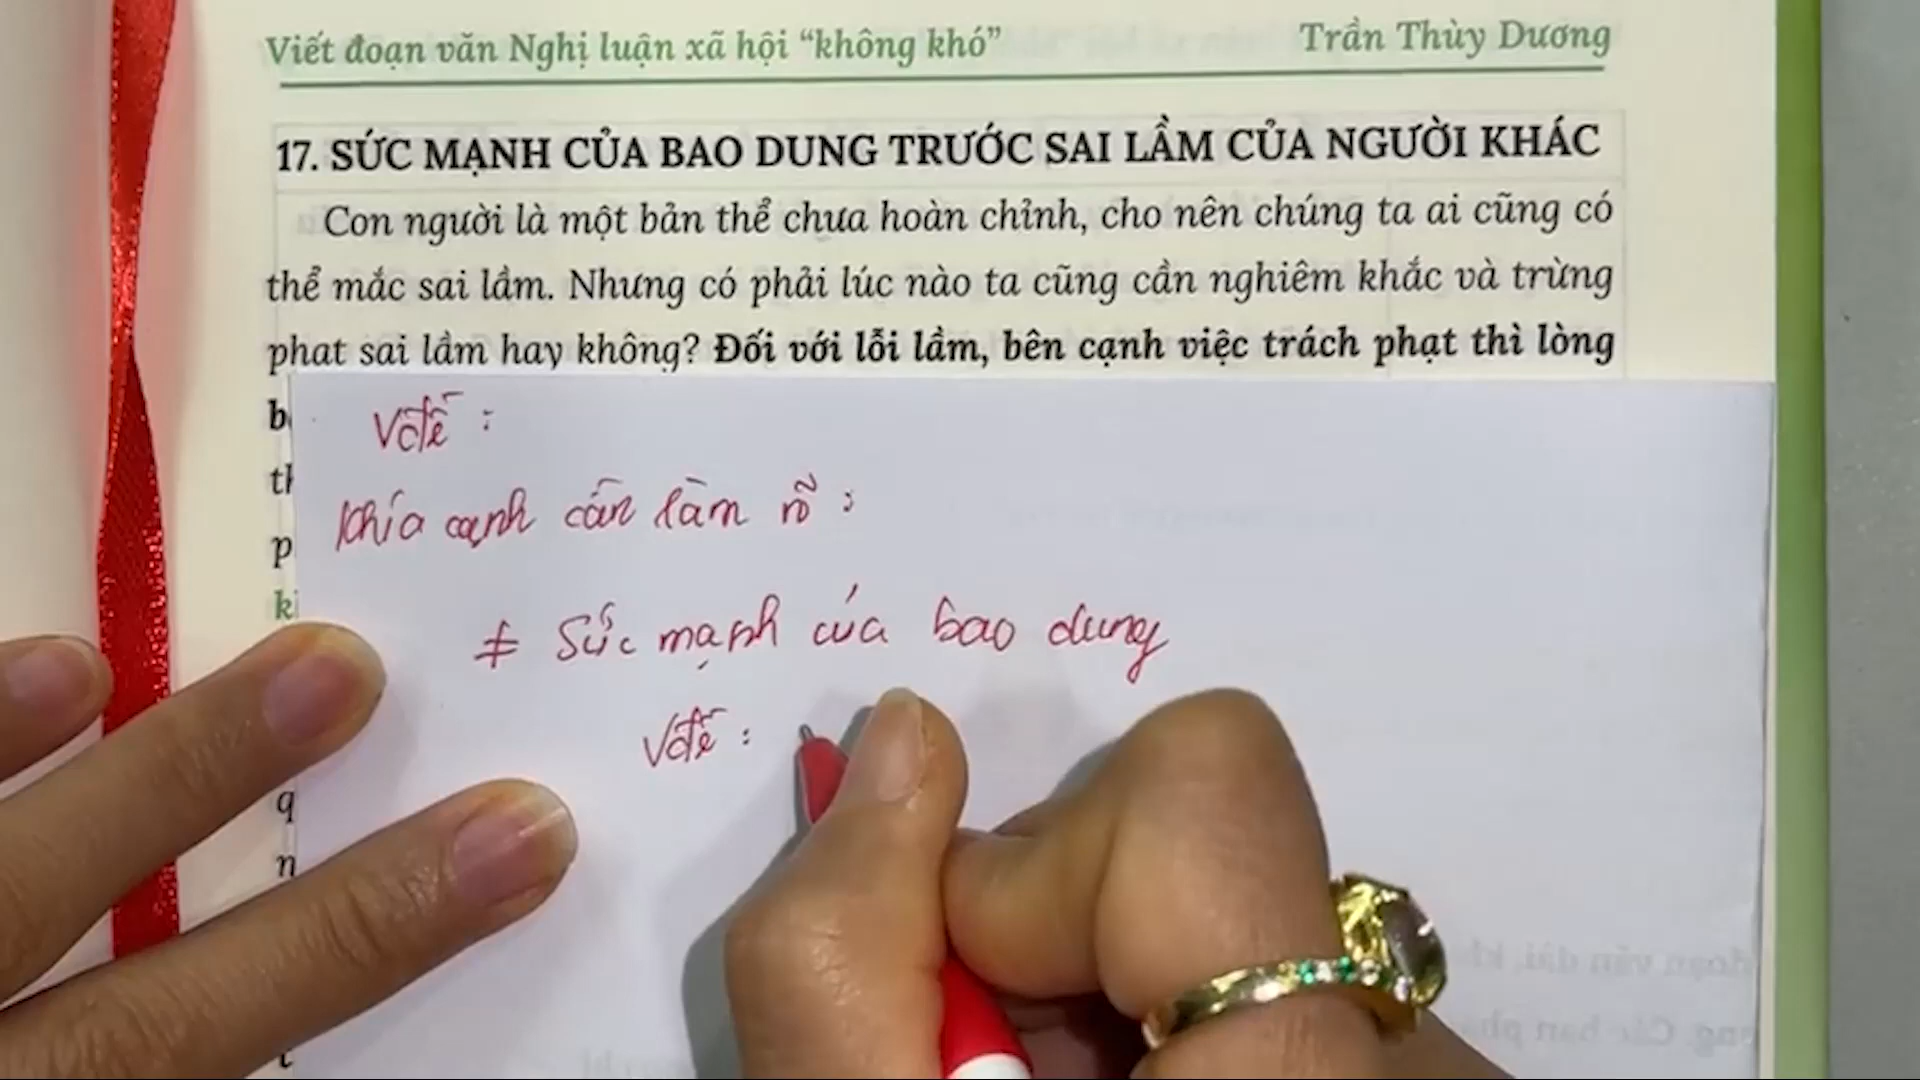 Viết đoạn văn Nghị luận xã hội “không khó” Trần Thùy Dương
17. SỨC MẠNH CỦA BAO DUNG TRƯỚC SAI LẦM CỦA NGƯỜI KHÁC
Con người là một bản thể chưa hoàn chỉnh, cho nên chúng ta ai cũng có
thể mắc sai lầm. Nhưng có phải lúc nào ta cũng cần nghiêm khắc và trừng
phat sai lầm hay không? Đối với lỗi lầm, bên cạnh việc trách phạt thì lòng
Vđề :
Khía cạnh cần làm rõ :
≠ Sức mạnh của bao dung
Vđề :